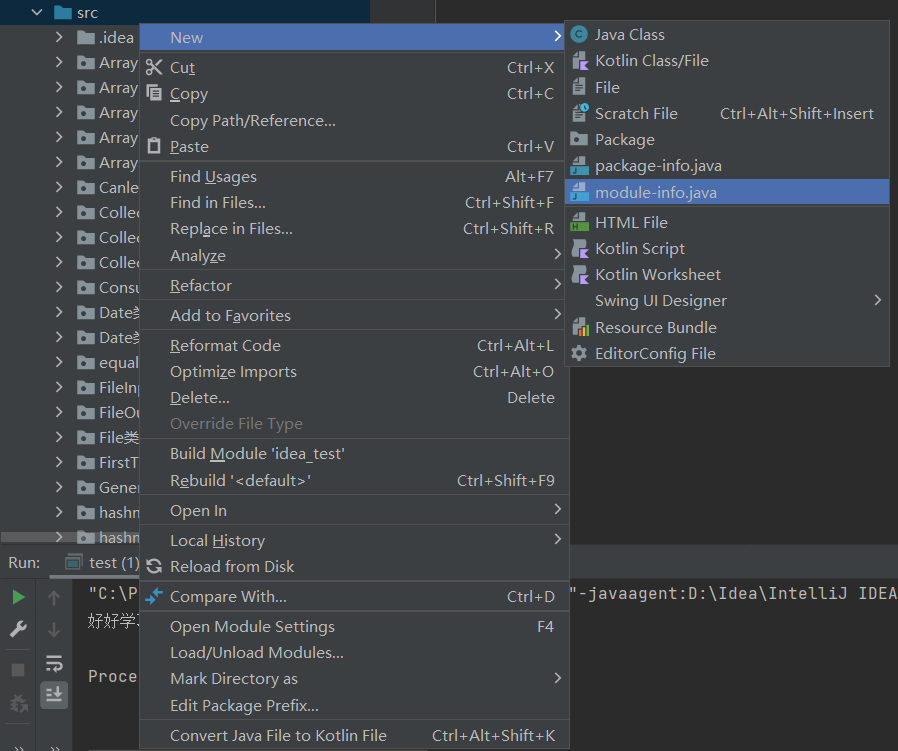 src
.idea
Array
Array
Array
Array
Array
Canle
Collec
Collec
Collec
Consu
Date类
Date类
equal
FileIn
FileOu
File类
FirstT
Gener
hashm
hashm
New
Cut Ctrl+X
Copy Ctrl+C
Copy Path/Reference...
Paste Ctrl+V
Find Usages Alt+F7
Find in Files... Ctrl+Shift+F
Replace in Files... Ctrl+Shift+R
Analyze
Refactor
Add to Favorites
Reformat Code Ctrl+Alt+L
Optimize Imports Ctrl+Alt+O
Delete... Delete
Override File Type
Build Module 'idea_test'
Rebuild '<default>' Ctrl+Shift+F9
Open In
Local History
Reload from Disk
Compare With... Ctrl+D
Open Module Settings F4
Load/Unload Modules...
Mark Directory as
Edit Package Prefix...
Convert Java File to Kotlin File Ctrl+Alt+Shift+K
Java Class
Kotlin Class/File
File
Scratch File Ctrl+Alt+Shift+Insert
Package
package-info.java
module-info.java
HTML File
Kotlin Script
Kotlin Worksheet
Swing UI Designer
Resource Bundle
EditorConfig File
Run: test (1)
"C:\P "-javaagent:D:\Idea\IntelliJ IDEA
好好学
Proce